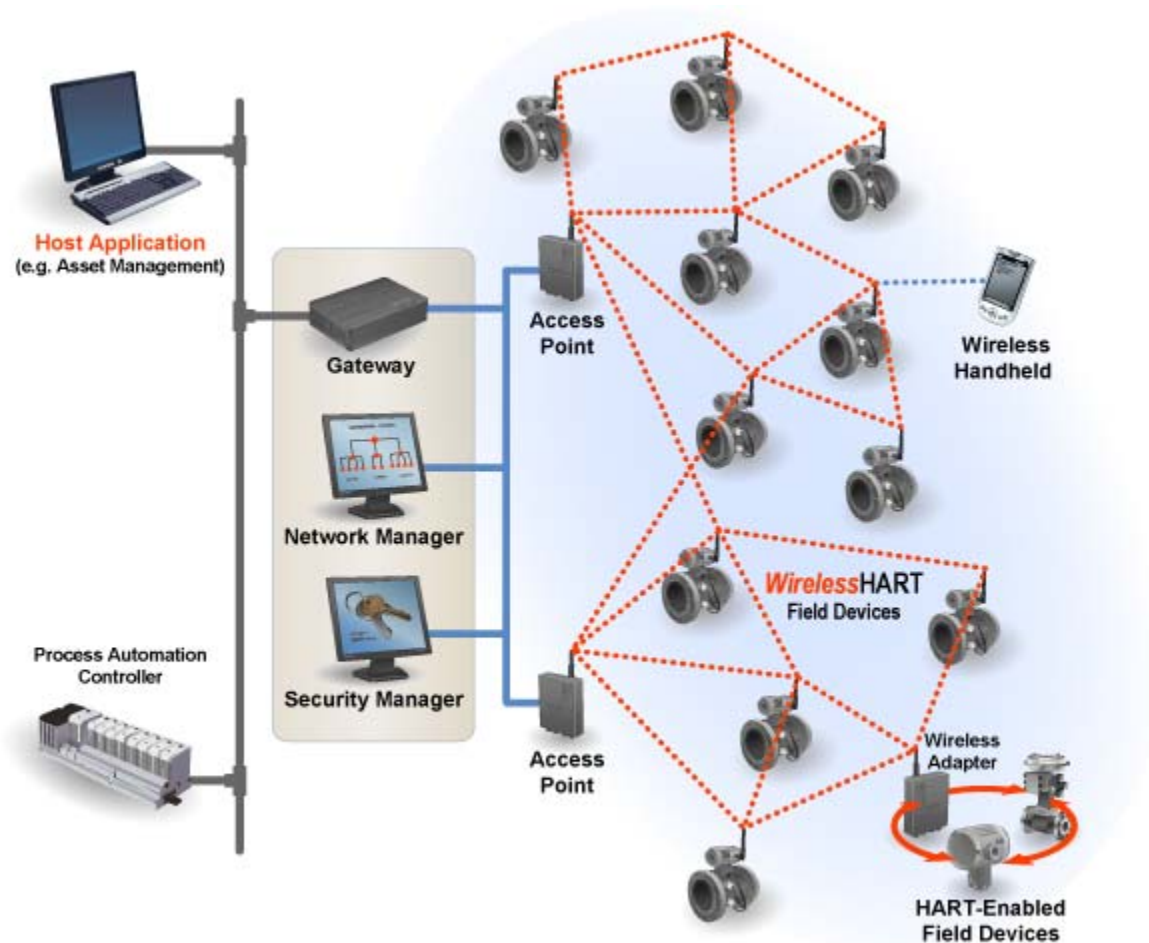 Host Application
(e.g. Asset Management)
Gateway
Network Manager
Security Manager
Process Automation
Controller
Access
Point
Access
Point
Wireless
Handheld
WirelessHART
Field Devices
Wireless
Adapter
HART-Enabled
Field Devices